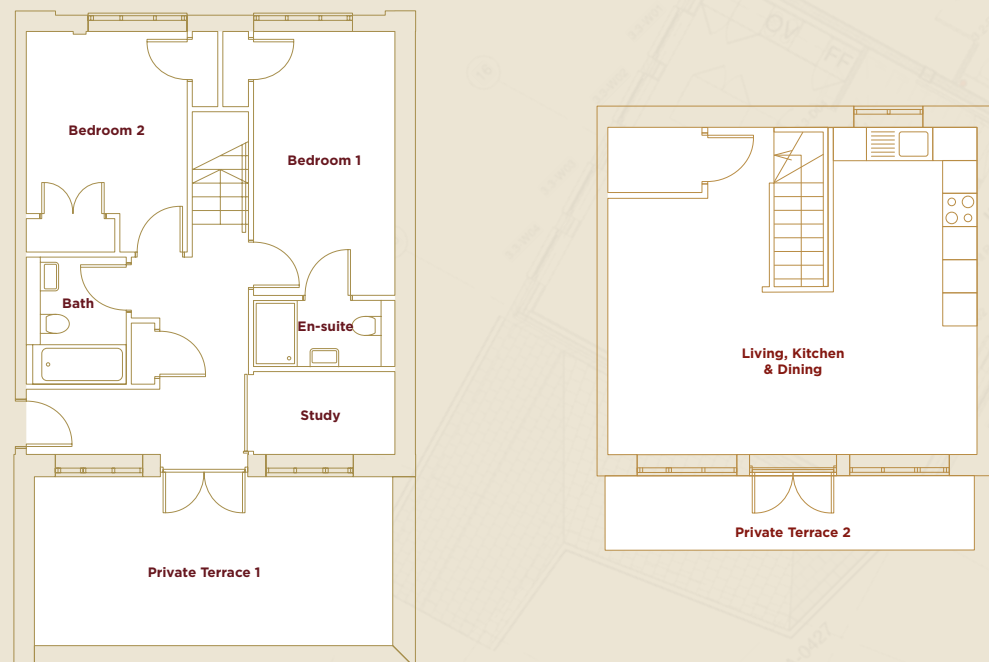 Bedroom 2
Bedroom 1
Bath
En-suite
Study
Private Terrace 1
Living, Kitchen
& Dining
Private Terrace 2